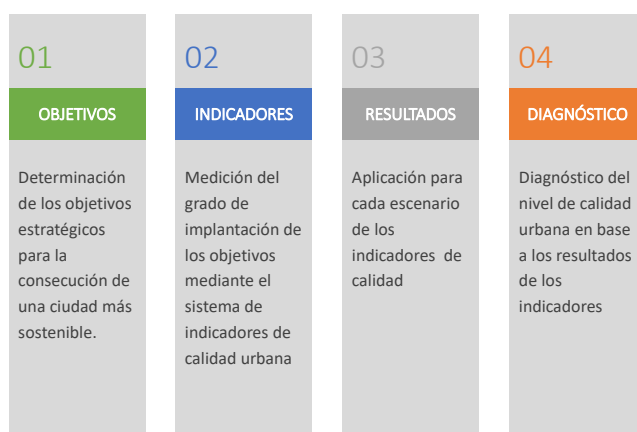 01
OBJETIVOS
Determinación
de los objetivos
estratégicos
para la
consecución de
una ciudad más
sostenible.
02
INDICADORES
Medición del
grado de
implantación de
los objetivos
mediante el
sistema de
indicadores de
calidad urbana
03
RESULTADOS
Aplicación para
cada escenario
de los
indicadores de
calidad
04
DIAGNÓSTICO
Diagnóstico del
nivel de calidad
urbana en base
a los resultados
de los
indicadores